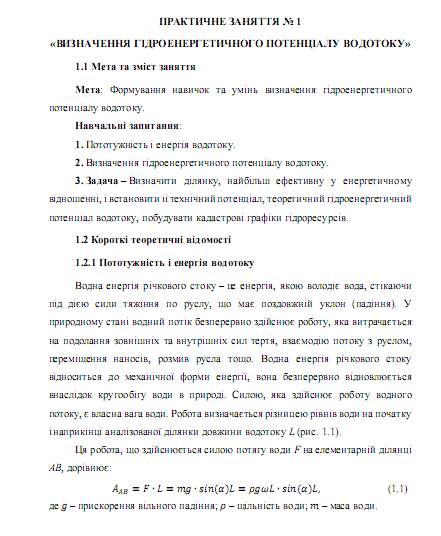 ПРАКТИЧНЕ ЗАНЯТТЯ № 1
«ВИЗНАЧЕННЯ ГІДРОЕНЕРГЕТИЧНОГО ПОТЕНЦІАЛУ ВОДОТОКУ»
1.1 Мета та зміст заняття
Мета: Формування навичок та умінь визначення гідроенергетичного
потенціалу водотоку.
Навчальні запитання:
1. Пототужність і енергія водотоку.
2. Визначення гідроенергетичного потенціалу водотоку.
3. Задача – Визначити ділянку, найбільш ефективну у енергетичному
відношенні, і встановити її технічний потенціал, теоретичний гідроенергетичний
потенціал водотоку, побудувати кадастрові графіки гідроресурсів.
1.2 Короткі теоретичні відомості
1.2.1 Пототужність і енергія водотоку
Водна енергія річкового стоку – це енергія, якою володіє вода, стікаючи
під дією сили тяжіння по руслу, що має поздовжній уклон (падіння). У
природному стані водний потік безперервно здійснює роботу, яка витрачається
на подолання зовнішніх та внутрішніх сил тертя, взаємодію потоку з руслом,
переміщення наносів, розмив русла тощо. Водна енергія річкового стоку
відноситься до механічної форми енергії, вона безперервно відновлюється
внаслідок кругообігу води в природі. Силою, яка здійснює роботу водного
потоку, є власна вага води. Робота визначається різницею рівнів води на початку
і наприкінці аналізованої ділянки довжини водотоку L (рис. 1.1).
Ця робота, що здійснюється силою потягу води F на елементарній ділянці
AB, дорівнює:
A_AB = F · L = mg · sin(α)L = ρgωL · sin(α)L, (1.1)
де g – прискорення вільного падіння; ρ – щільність води; m – маса води.